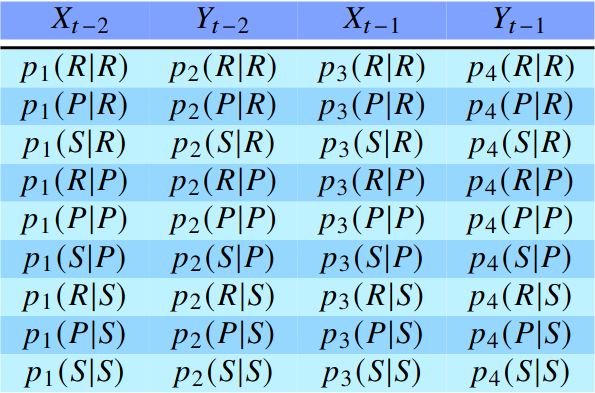 X_{t-2} Y_{t-2} X_{t-1} Y_{t-1}
p_1(R|R) p_2(R|R) p_3(R|R) p_4(R|R)
p_1(P|R) p_2(P|R) p_3(P|R) p_4(P|R)
p_1(S|R) p_2(S|R) p_3(S|R) p_4(S|R)
p_1(R|P) p_2(R|P) p_3(R|P) p_4(R|P)
p_1(P|P) p_2(P|P) p_3(P|P) p_4(P|P)
p_1(S|P) p_2(S|P) p_3(S|P) p_4(S|P)
p_1(R|S) p_2(R|S) p_3(R|S) p_4(R|S)
p_1(P|S) p_2(P|S) p_3(P|S) p_4(P|S)
p_1(S|S) p_2(S|S) p_3(S|S) p_4(S|S)